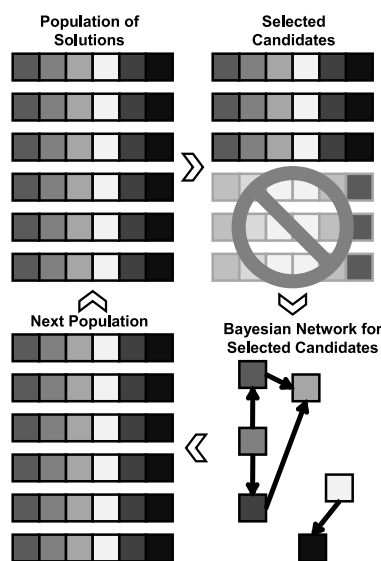 Population of
Solutions
Selected
Candidates
Next Population
Bayesian Network for
Selected Candidates